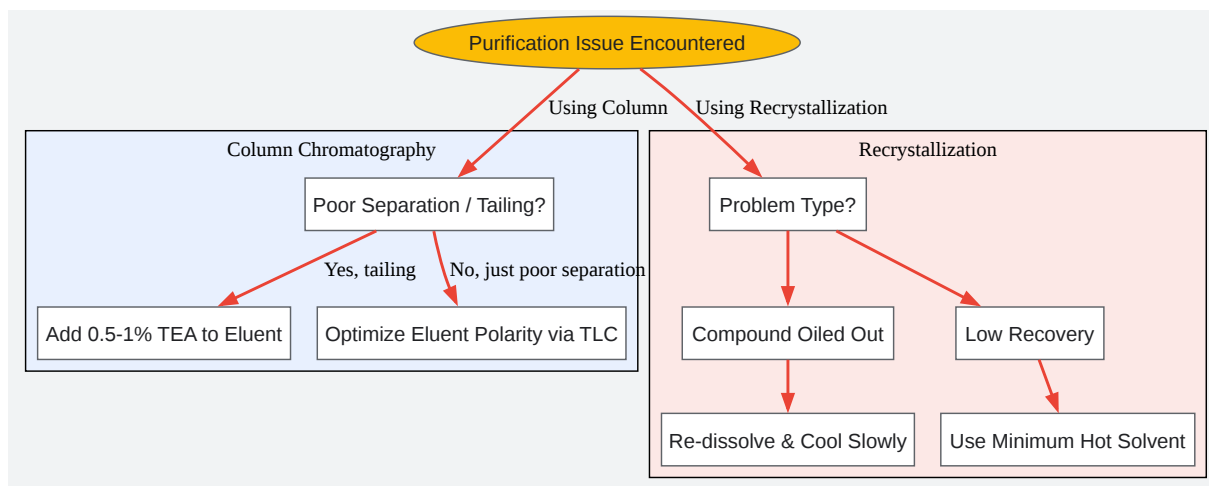 Purification Issue Encountered
Using Column
Using Recrystallization
Column Chromatography
Recrystallization
Poor Separation / Tailing?
Problem Type?
Yes, tailing
No, just poor separation
Add 0.5-1% TEA to Eluent
Optimize Eluent Polarity via TLC
Compound Oiled Out
Low Recovery
Re-dissolve & Cool Slowly
Use Minimum Hot Solvent